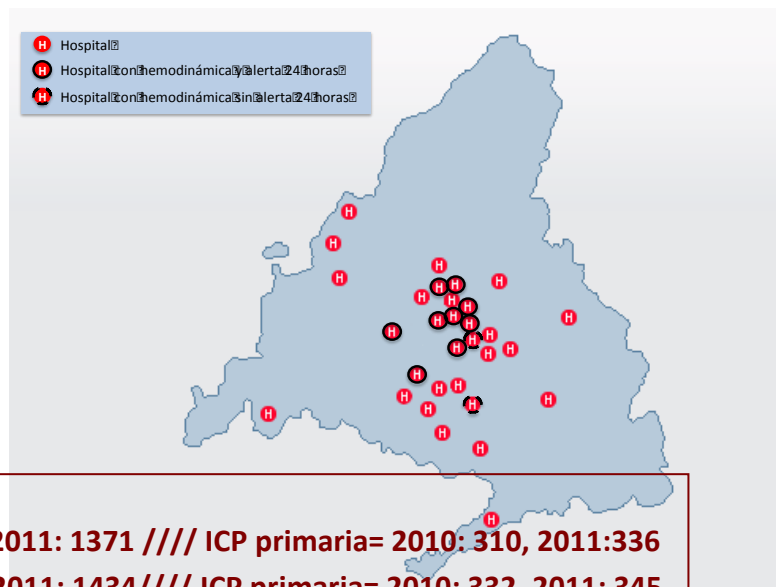 H Hospital
H Hospital con hemodinámica y alerta 24 horas
H Hospital con hemodinámica sin alerta 24 horas
2011: 1371 //// ICP primaria= 2010: 310, 2011:336
2011: 1434//// ICP primaria= 2010: 332, 2011: 345